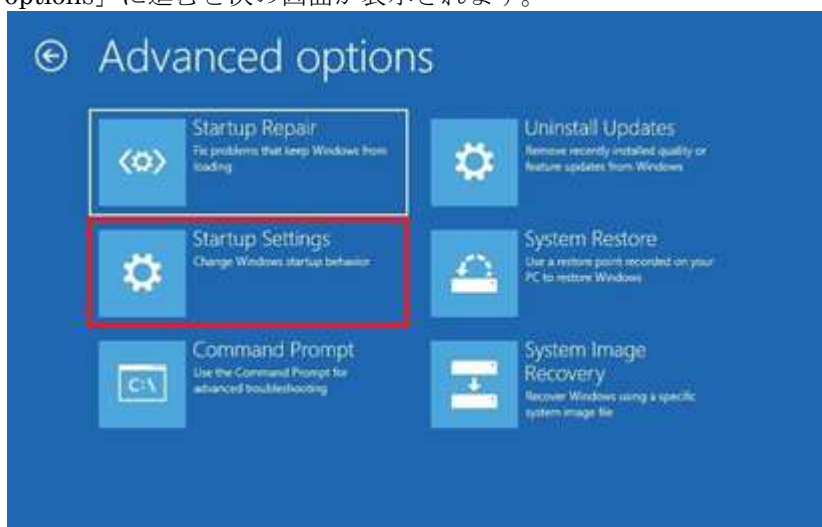 options」に進むと次の画面が表示されます。
Advanced options
Startup Repair
Fix problems that keep Windows from
loading
Uninstall Updates
Remove recently installed quality or
feature updates from Windows
Startup Settings
Change Windows startup behavior
System Restore
Use a restore point recorded on your
PC to restore Windows
Command Prompt
Use the Command Prompt for
advanced troubleshooting
C:\
System Image
Recovery
Recover Windows using a specific
system image file